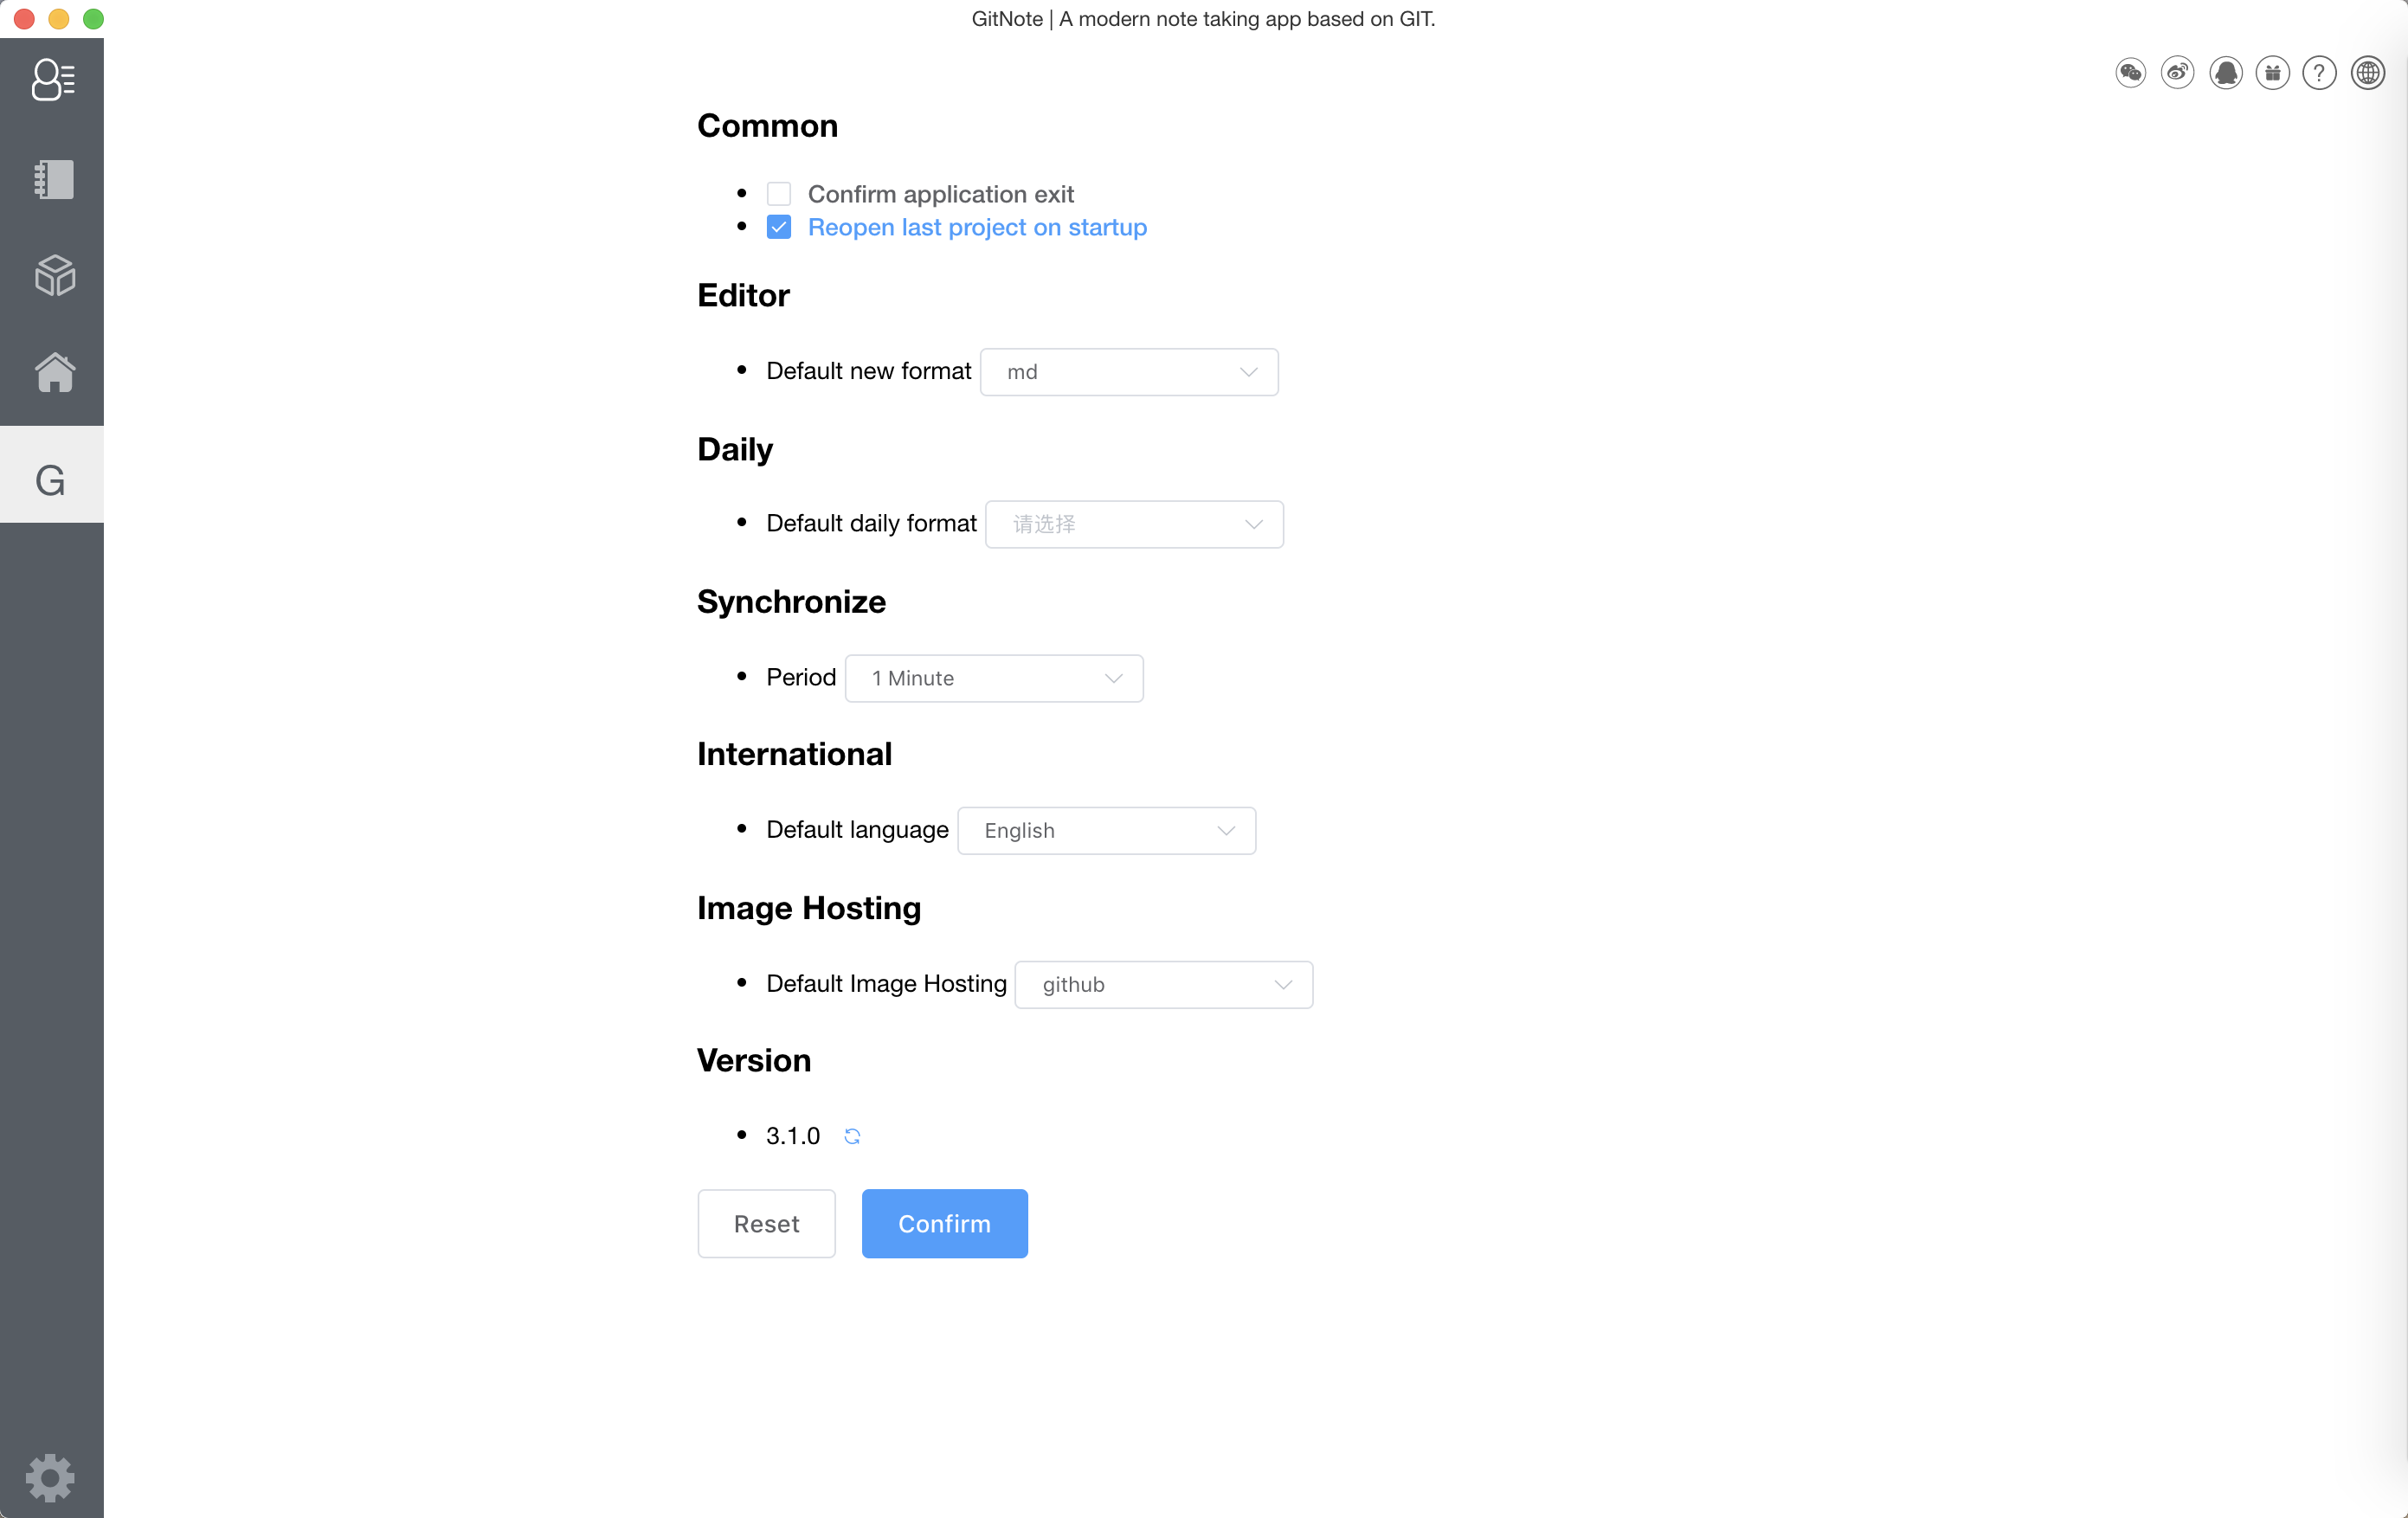 GitNote | A modern note taking app based on GIT.
Common
Confirm application exit
Reopen last project on startup
Editor
Default new format md
G
Daily
Default daily format 请选择
Synchronize
Period 1 Minute
International
Default language English
Image Hosting
Default Image Hosting github
Version
3.1.0
Reset Confirm